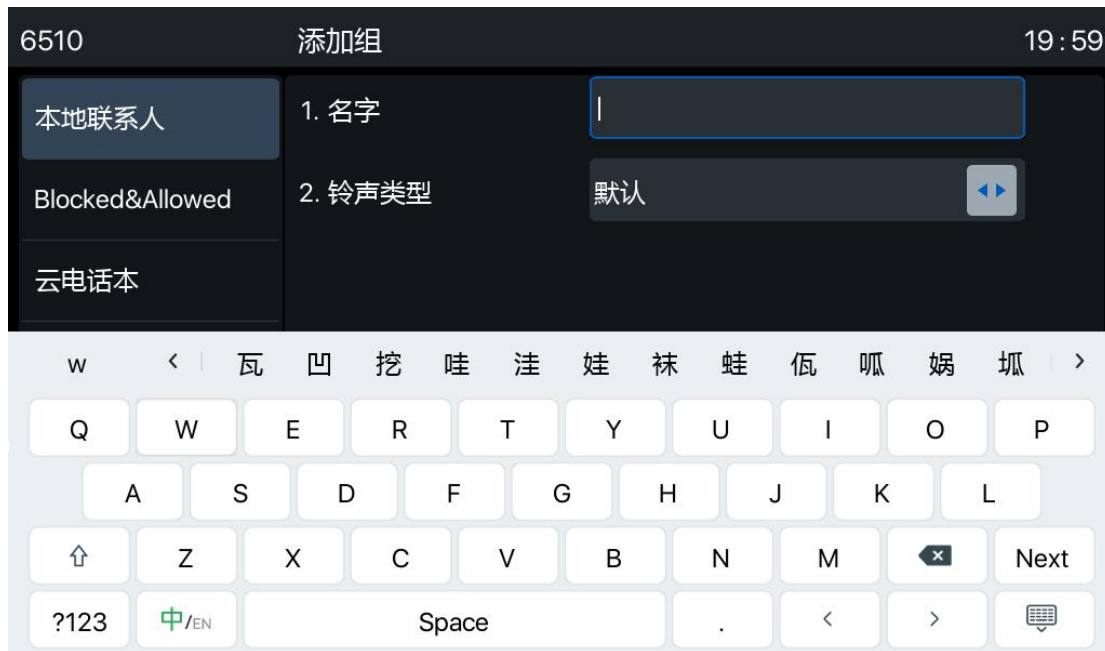 6510 添加组 19:59
本地联系人 1. 名字
Blocked&Allowed 2. 铃声类型 默认
云电话本
w < 瓦 凹 挖 哇 洼 娃 袜 蛙 佤 呱 娲 坬 >
Q W E R T Y U I O P
A S D F G H J K L
Z X C V B N M Next
?123 中/EN Space . < >